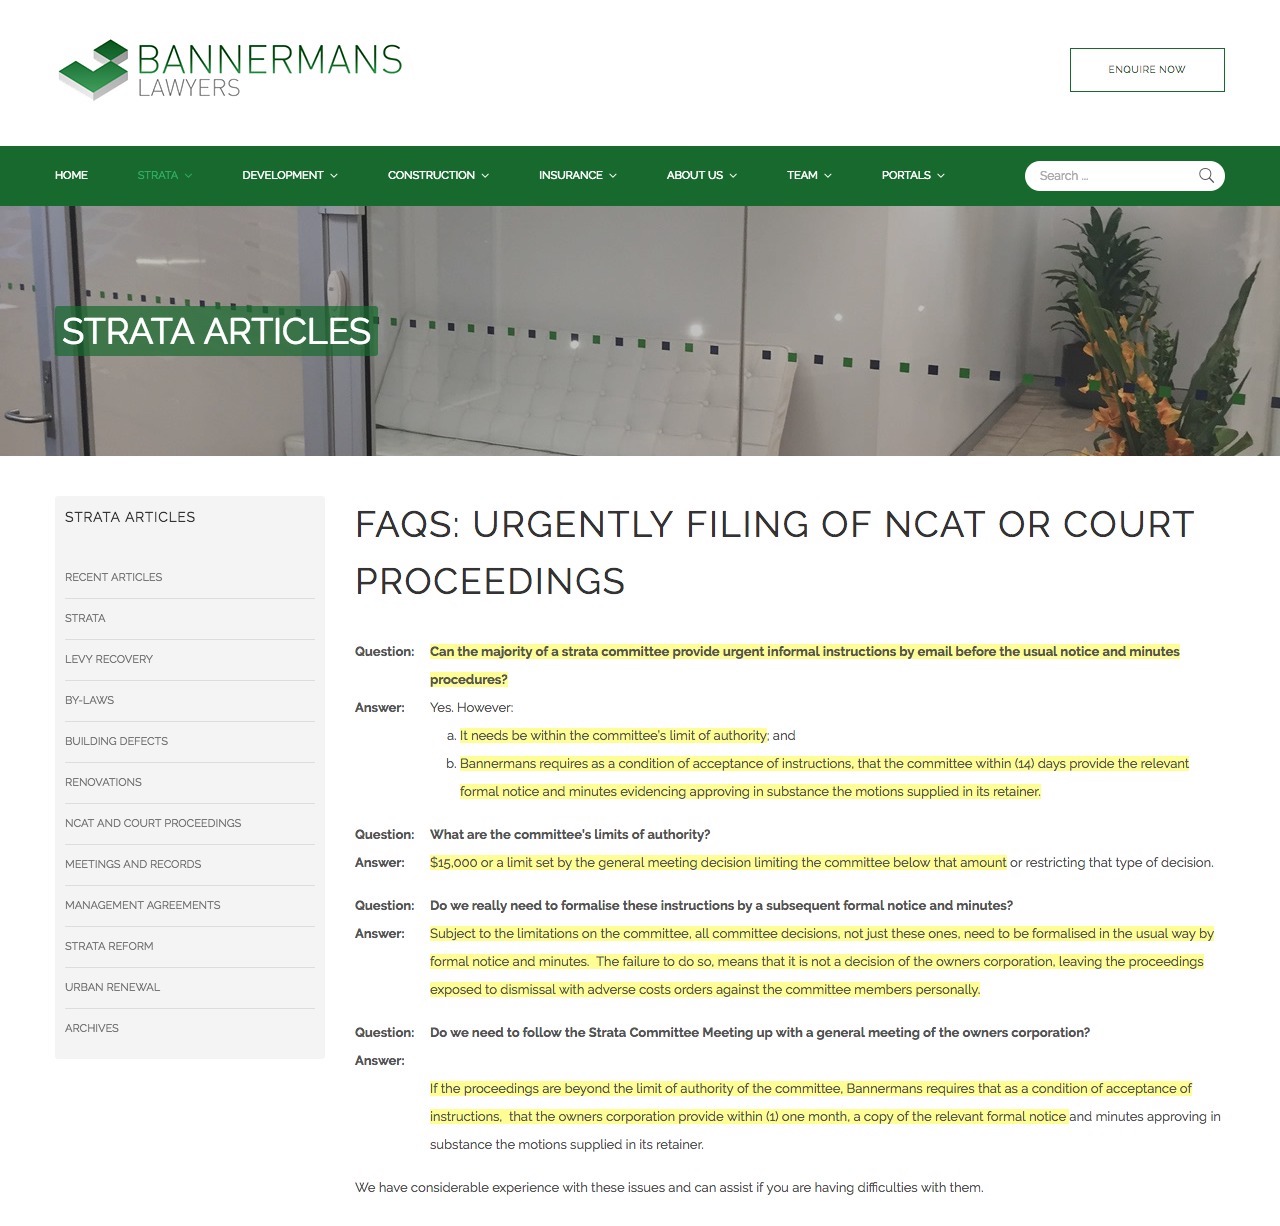 BANNERMANS
LAWYERS
ENQUIRE NOW
HOME STRATA DEVELOPMENT CONSTRUCTION INSURANCE ABOUT US TEAM PORTALS Search ...
STRATA ARTICLES
STRATA ARTICLES
RECENT ARTICLES
STRATA
LEVY RECOVERY
BY-LAWS
BUILDING DEFECTS
RENOVATIONS
NCAT AND COURT PROCEEDINGS
MEETINGS AND RECORDS
MANAGEMENT AGREEMENTS
STRATA REFORM
URBAN RENEWAL
ARCHIVES
FAQS: URGENTLY FILING OF NCAT OR COURT
PROCEEDINGS
Question: Can the majority of a strata committee provide urgent informal instructions by email before the usual notice and minutes
procedures?
Answer: Yes. However:
a. It needs be within the committee's limit of authority; and
b. Bannermans requires as a condition of acceptance of instructions, that the committee within (14) days provide the relevant
formal notice and minutes evidencing approving in substance the motions supplied in its retainer.
Question: What are the committee's limits of authority?
Answer: $15,000 or a limit set by the general meeting decision limiting the committee below that amount or restricting that type of decision.
Question: Do we really need to formalise these instructions by a subsequent formal notice and minutes?
Answer: Subject to the limitations on the committee, all committee decisions, not just these ones, need to be formalised in the usual way by
formal notice and minutes. The failure to do so, means that it is not a decision of the owners corporation, leaving the proceedings
exposed to dismissal with adverse costs orders against the committee members personally.
Question: Do we need to follow the Strata Committee Meeting up with a general meeting of the owners corporation?
Answer:
If the proceedings are beyond the limit of authority of the committee, Bannermans requires that as a condition of acceptance of
instructions, that the owners corporation provide within (1) one month, a copy of the relevant formal notice and minutes approving in
substance the motions supplied in its retainer.
We have considerable experience with these issues and can assist if you are having difficulties with them.